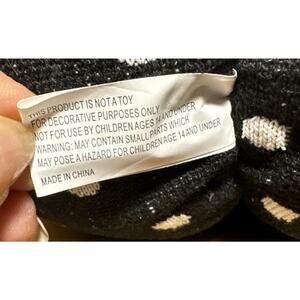 THIS PRODUCT IS NOT A TOY
FOR DECORATIVE PURPOSES ONLY
NOT FOR USE BY CHILDREN AGES 14 AND UNDER
WARNING: MAY CONTAIN SMALL PARTS WHICH
MAY POSE A HAZARD FOR CHILDREN AGE 14 AND UNDER
MADE IN CHINA